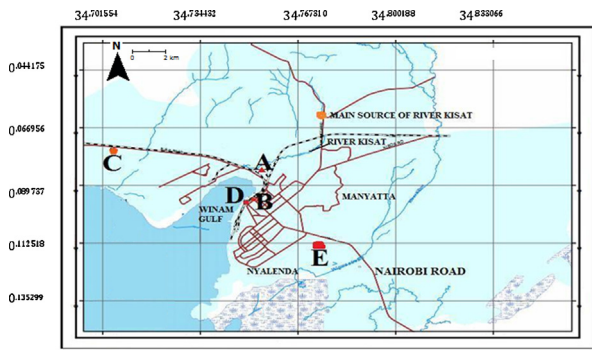 34.701554 34.734432 34.767810 34.800188 34.833066
0.044175
0.066956
0.089737
0.112518
0.135299
N
0 2 km
MAIN SOURCE OF RIVER KISAT
RIVER KISAT
C
A
D
B
WINAM
GULF
MANYATTA
E
NYALENDA
NAIROBI ROAD